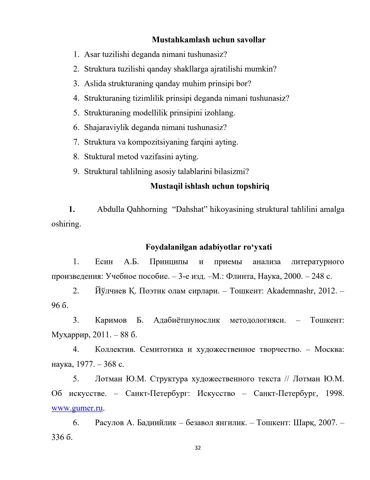 Mustahkamlash uchun savollar
1. Asar tuzilishi deganda nimani tushunasiz?
2. Struktura tuzilishi qanday shakllarga ajratilishi mumkin?
3. Aslida strukturaning qanday muhim prinsipi bor?
4. Strukturaning tizimlilik prinsipi deganda nimani tushunasiz?
5. Strukturaning modellilik prinsipini izohlang.
6. Shajaraviylik deganda nimani tushunasiz?
7. Struktura va kompozitsiyaning farqini ayting.
8. Stuktural metod vazifasini ayting.
9. Struktural tahlilning asosiy talablarini bilasizmi?
Mustaqil ishlash uchun topshiriq
1. Abdulla Qahhorning “Dahshat” hikoyasining struktural tahlilini amalga
oshiring.
Foydalanilgan adabiyotlar ro‘yxati
1. Есин А.Б. Принципы и приемы анализа литературного
произведения: Учебное пособие. – 3-е изд. –М.: Флинта, Наука, 2000. – 248 с.
2. Йўлчиев Қ. Поэтик олам сирлари. – Тошкент: Akademnashr, 2012. –
96 б.
3. Каримов Б. Адабиётшунослик методологияси. – Тошкент:
Муҳаррир, 2011. – 88 б.
4. Коллектив. Семитотика и художественное творчество. – Москва:
наука, 1977. – 368 с.
5. Лотман Ю.М. Структура художественного текста // Лотман Ю.М.
Об искусстве. – Санкт-Петербург: Искусство – Санкт-Петербург, 1998.
www.gumer.ru.
6. Расулов А. Бадиийлик – безавол янгилик. – Тошкент: Шарқ, 2007. –
336 б.
32